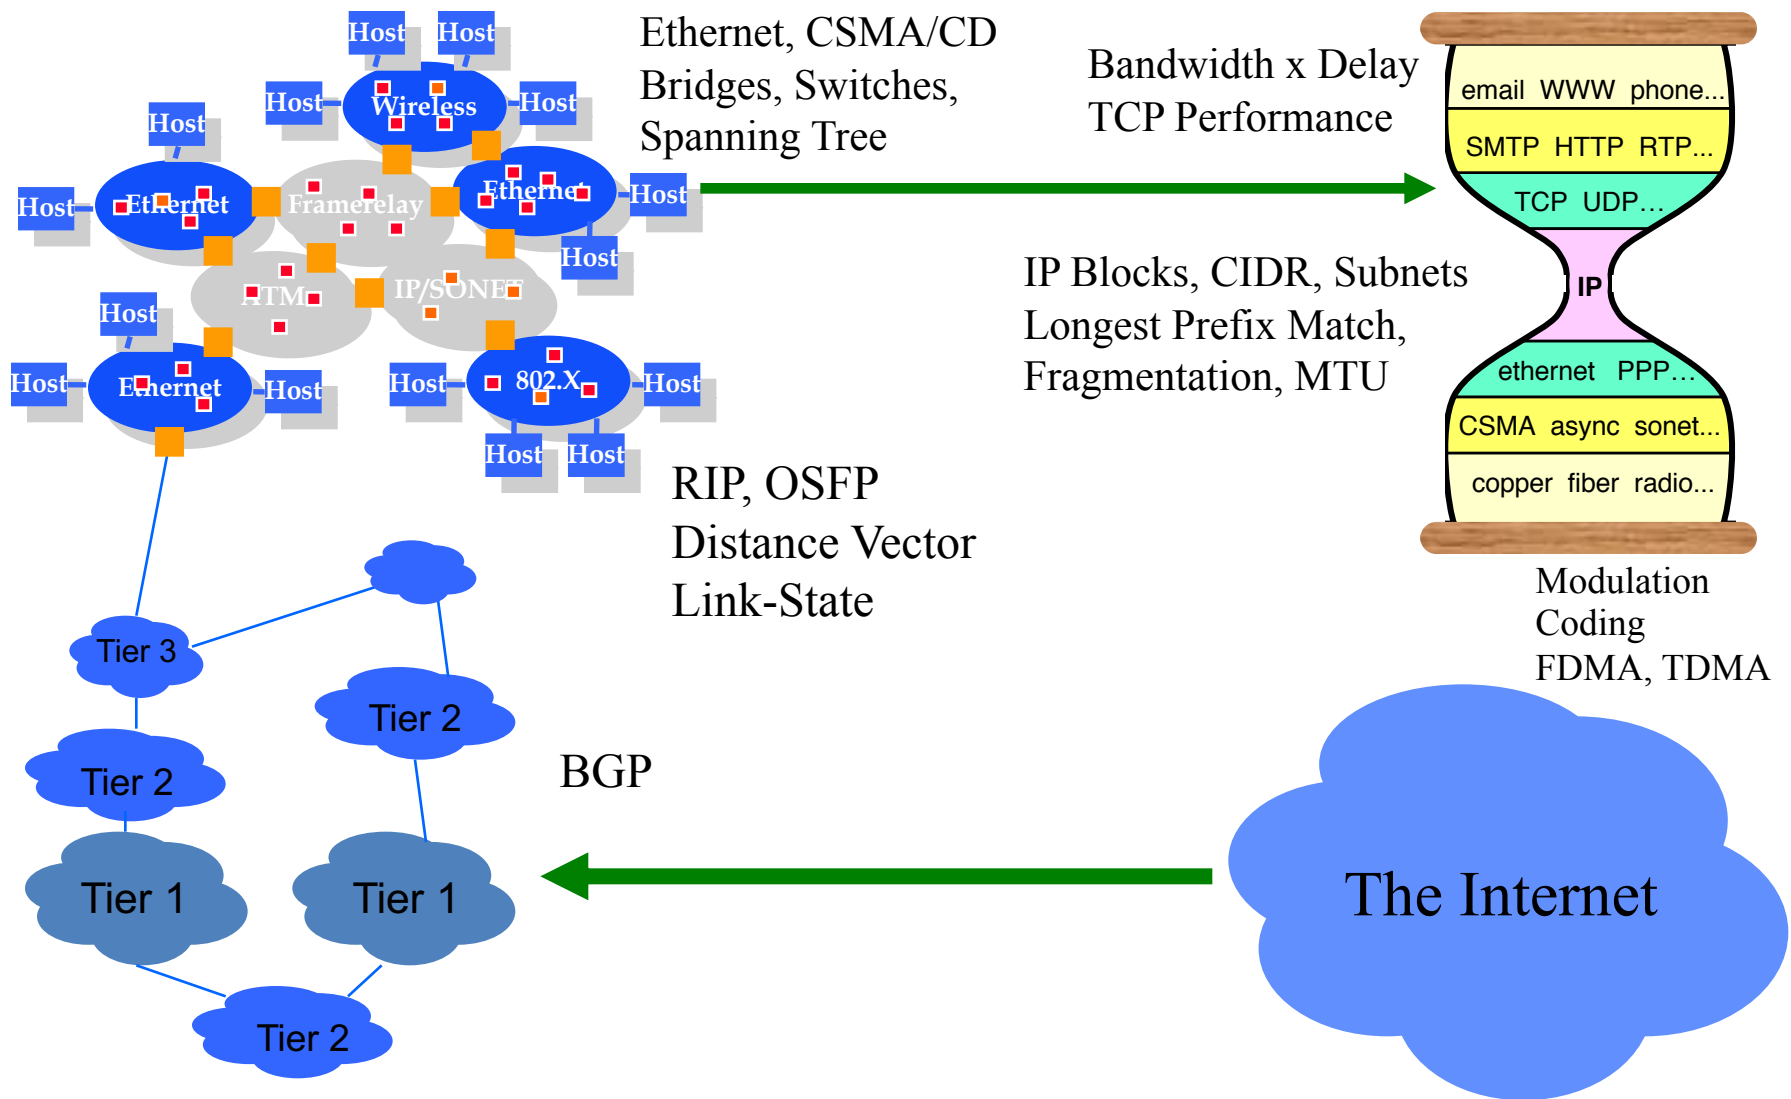 Host
Host
Host
Wireless
Host
Host
Host
Ethernet
Framerelay
Ethernet
Host
Host
ATM
IP/SONET
Host
Host
Ethernet
Host
Host
802.X
Host
Host
Host
Ethernet, CSMA/CD
Bridges, Switches,
Spanning Tree
Bandwidth x Delay
TCP Performance
email WWW phone...
SMTP HTTP RTP...
TCP UDP…
IP
ethernet PPP…
CSMA async sonet...
copper fiber radio...
IP Blocks, CIDR, Subnets
Longest Prefix Match,
Fragmentation, MTU
RIP, OSFP
Distance Vector
Link-State
Modulation
Coding
FDMA, TDMA
Tier 3
Tier 2
Tier 2
BGP
Tier 1
Tier 1
The Internet
Tier 2